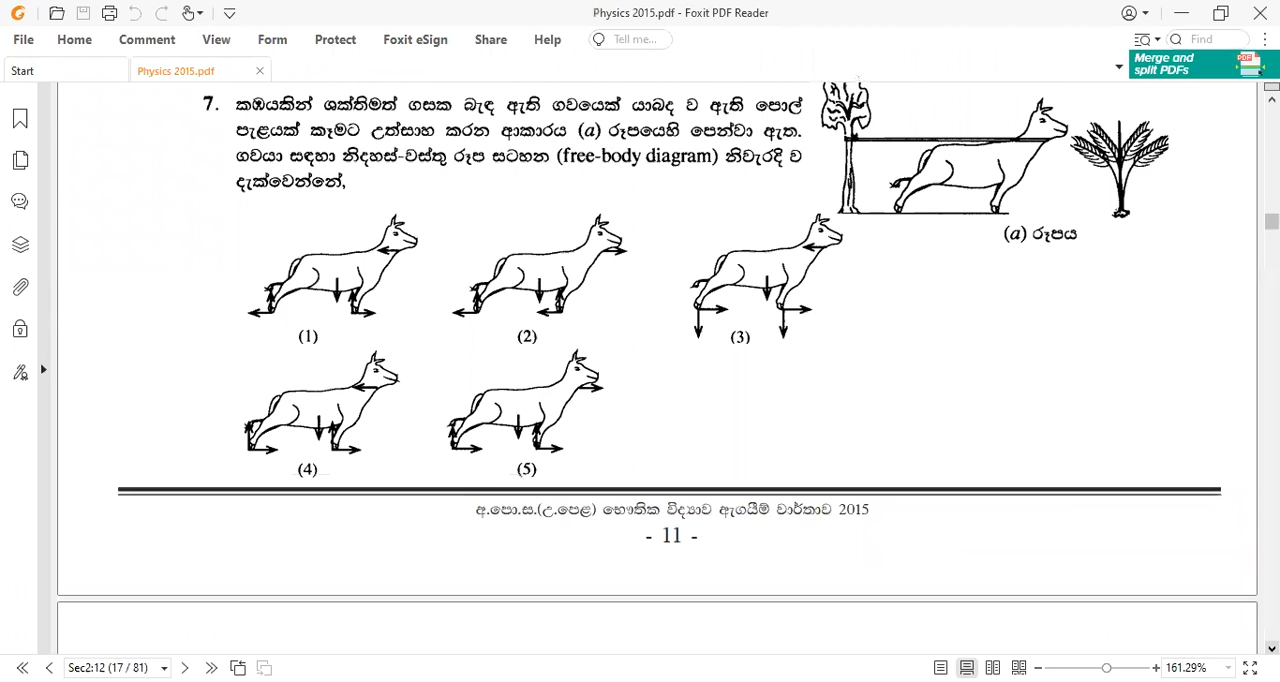 Physics 2015.pdf - Foxit PDF Reader
File Home Comment View Form Protect Foxit eSign Share Help Tell me... Find
Start Physics 2015.pdf
Merge and
split PDFs
7. කඹයකින් ශක්තිමත් ගසක බැඳ ඇති ගවයෙක් යාබද ව ඇති පොල්
පැළයක් කෑමට උත්සාහ කරන ආකාරය (a) රූපයෙහි පෙන්වා ඇත.
ගවයා සඳහා නිදහස්-වස්තු රූප සටහන (free-body diagram) නිවැරදි ව
දැක්වෙන්නේ,
(a) රූපය
(1) (2) (3)
(4) (5)
අ.පො.ස.(උ.පෙළ) භෞතික විද්‍යාව ඇගයීම් වාර්තාව 2015
- 11 -
Sec2:12 (17 / 81) 161.29%